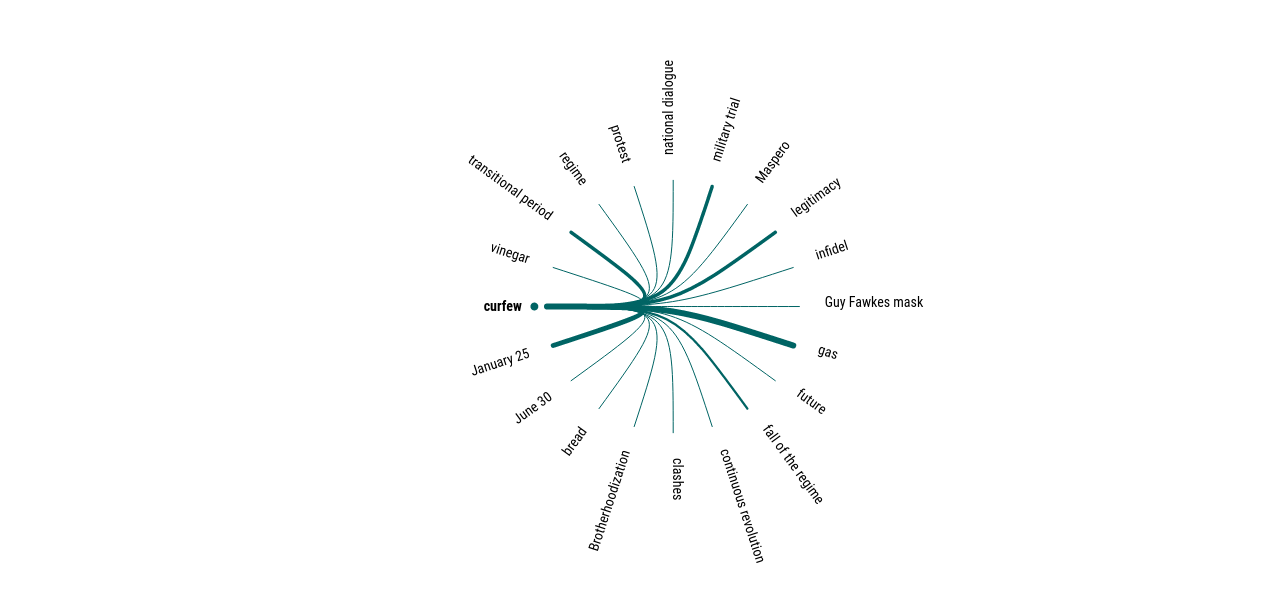 national dialogue
military trial
Maspero
legitimacy
infidel
Guy Fawkes mask
gas
future
fall of the regime
continuous revolution
clashes
Brotherhoodization
bread
June 30
January 25
curfew
vinegar
transitional period
regime
protest